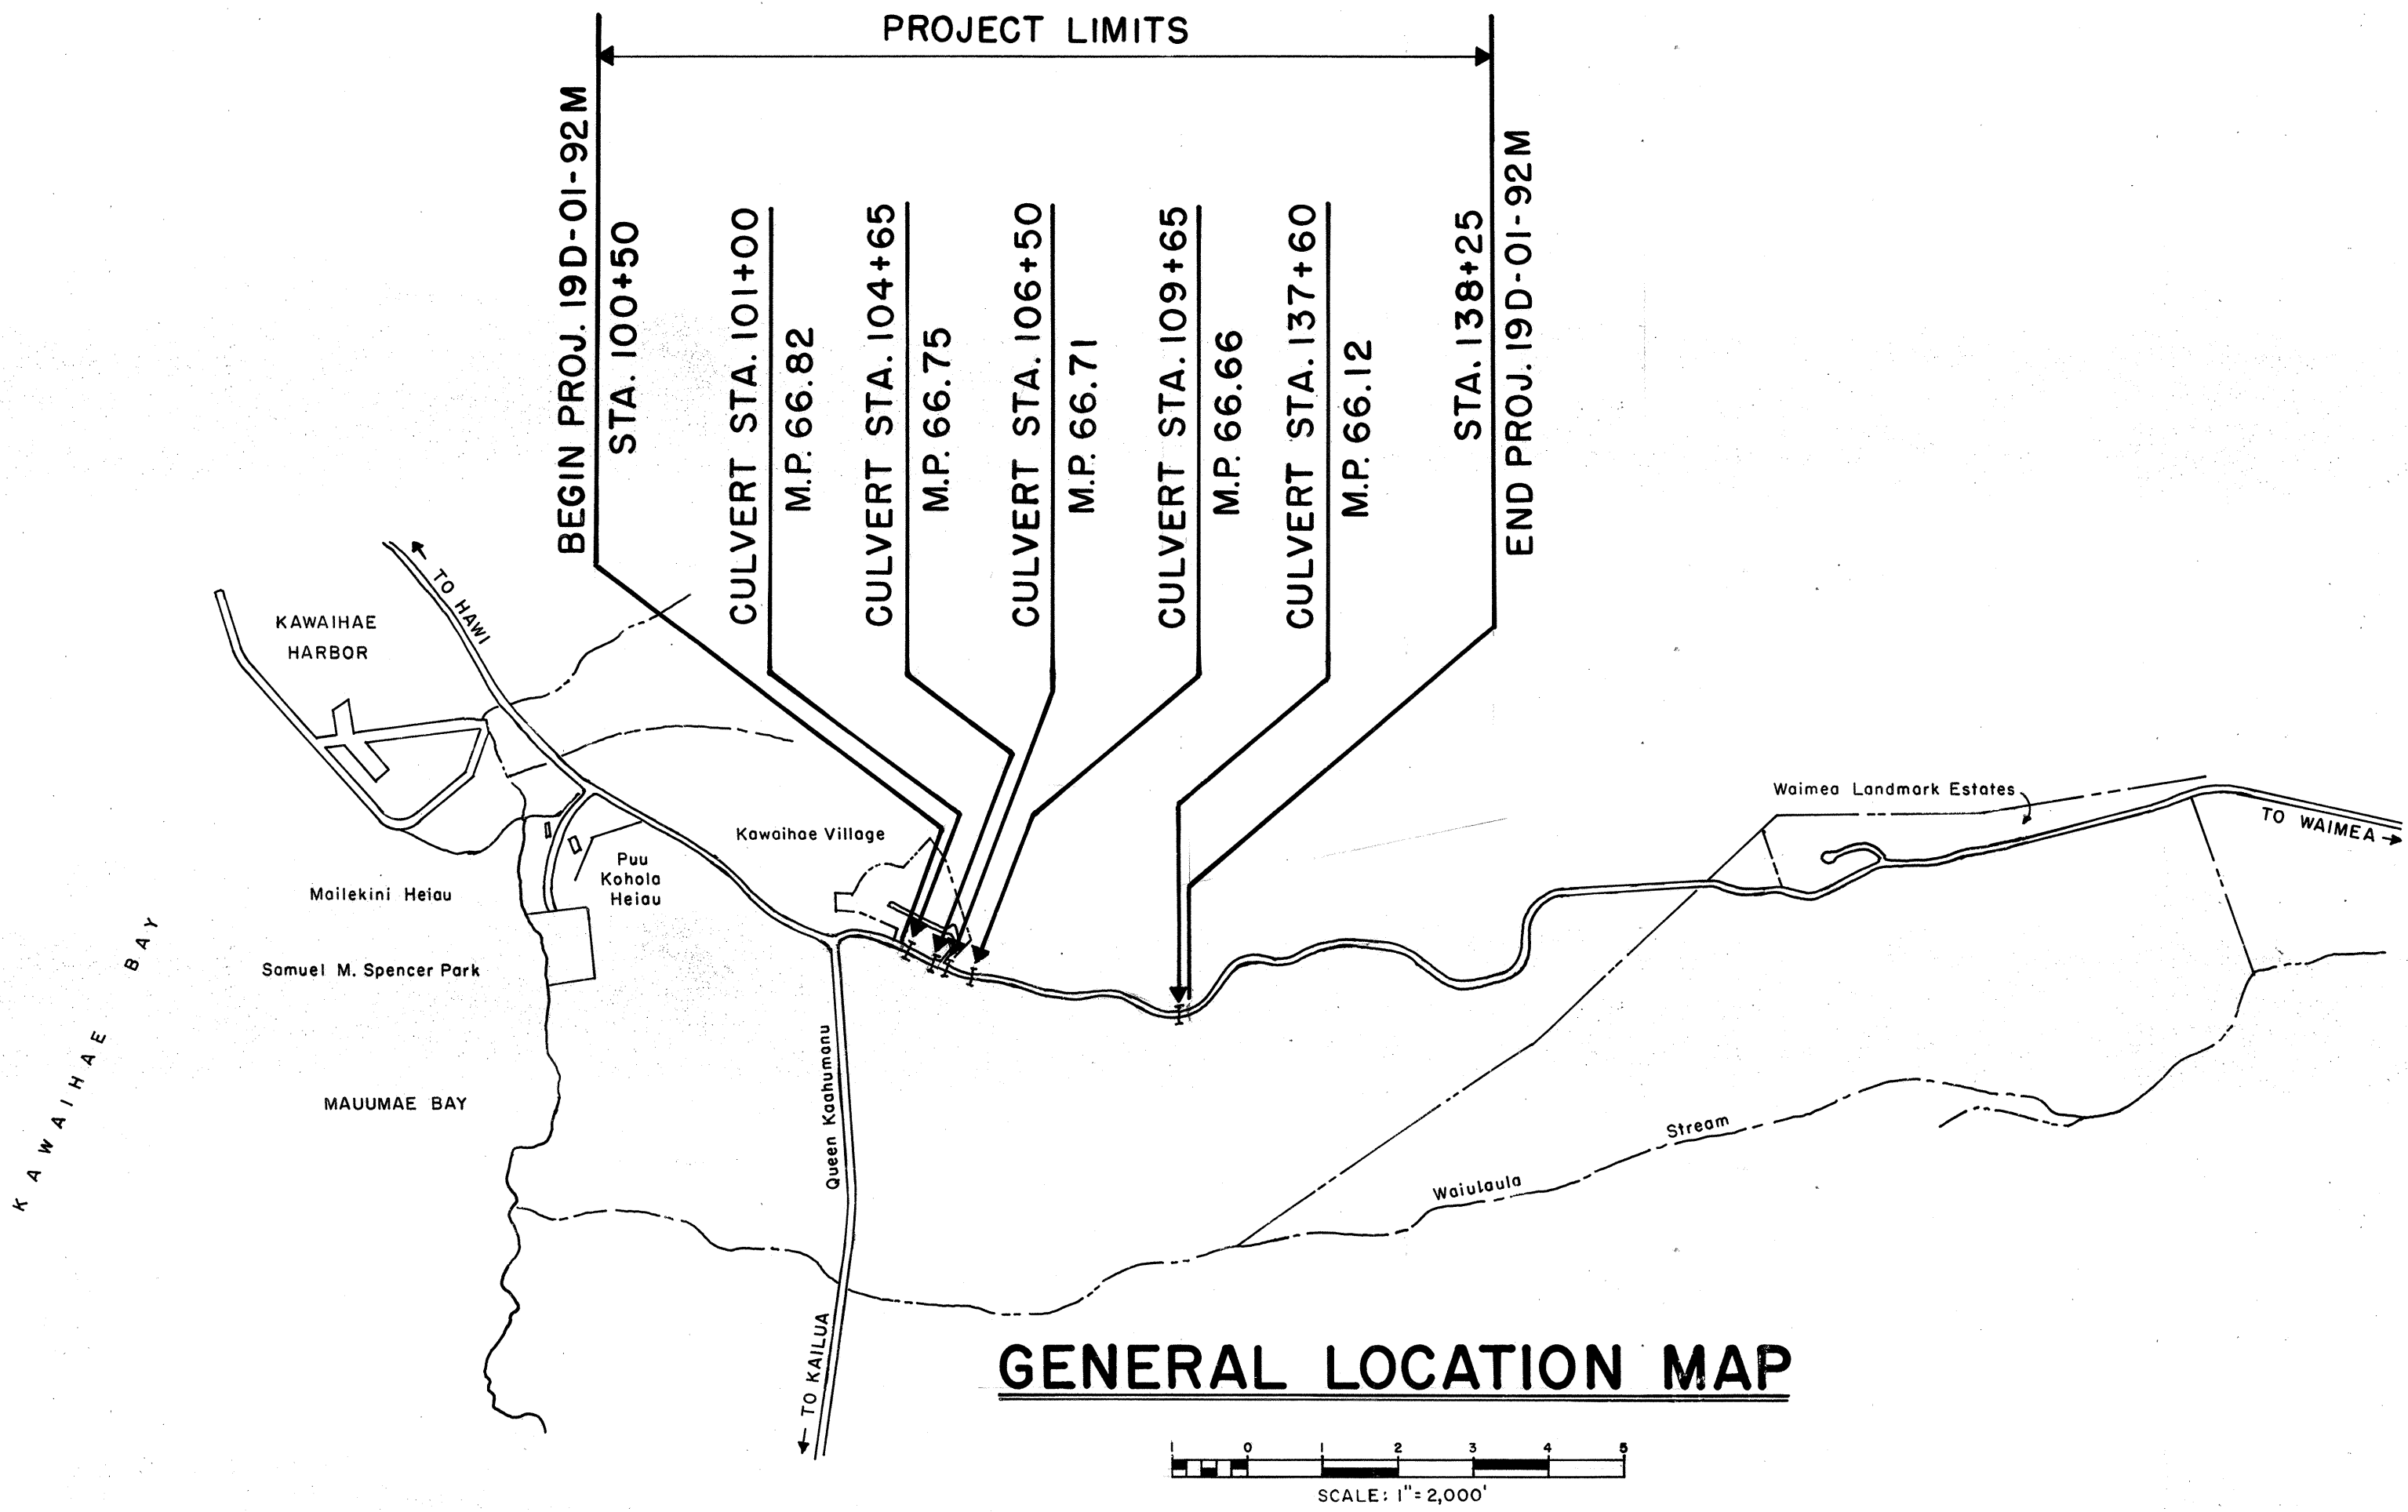 PROJECT LIMITS
BEGIN PROJ. 19D-01-92M
STA. 100+50
CULVERT STA. 101+00
M.P. 66.82
CULVERT STA. 104+65
M.P. 66.75
CULVERT STA. 106+50
M.P. 66.71
CULVERT STA. 109+65
M.P. 66.66
CULVERT STA. 137+60
M.P. 66.12
STA. 138+25
END PROJ. 19D-01-92M
TO HAWI
KAWAIHAE
HARBOR
Waimea Landmark Estates
TO WAIMEA
Kawaihae Village
Puu
Kohola
Heiau
Mailekini Heiau
Samuel M. Spencer Park
KAWAIHAE BAY
MAUUMAE BAY
Queen Kaahumanu
Waiulaula Stream
TO KAILUA
GENERAL LOCATION MAP
1 0 1 2 3 4 5
SCALE: 1" = 2,000'